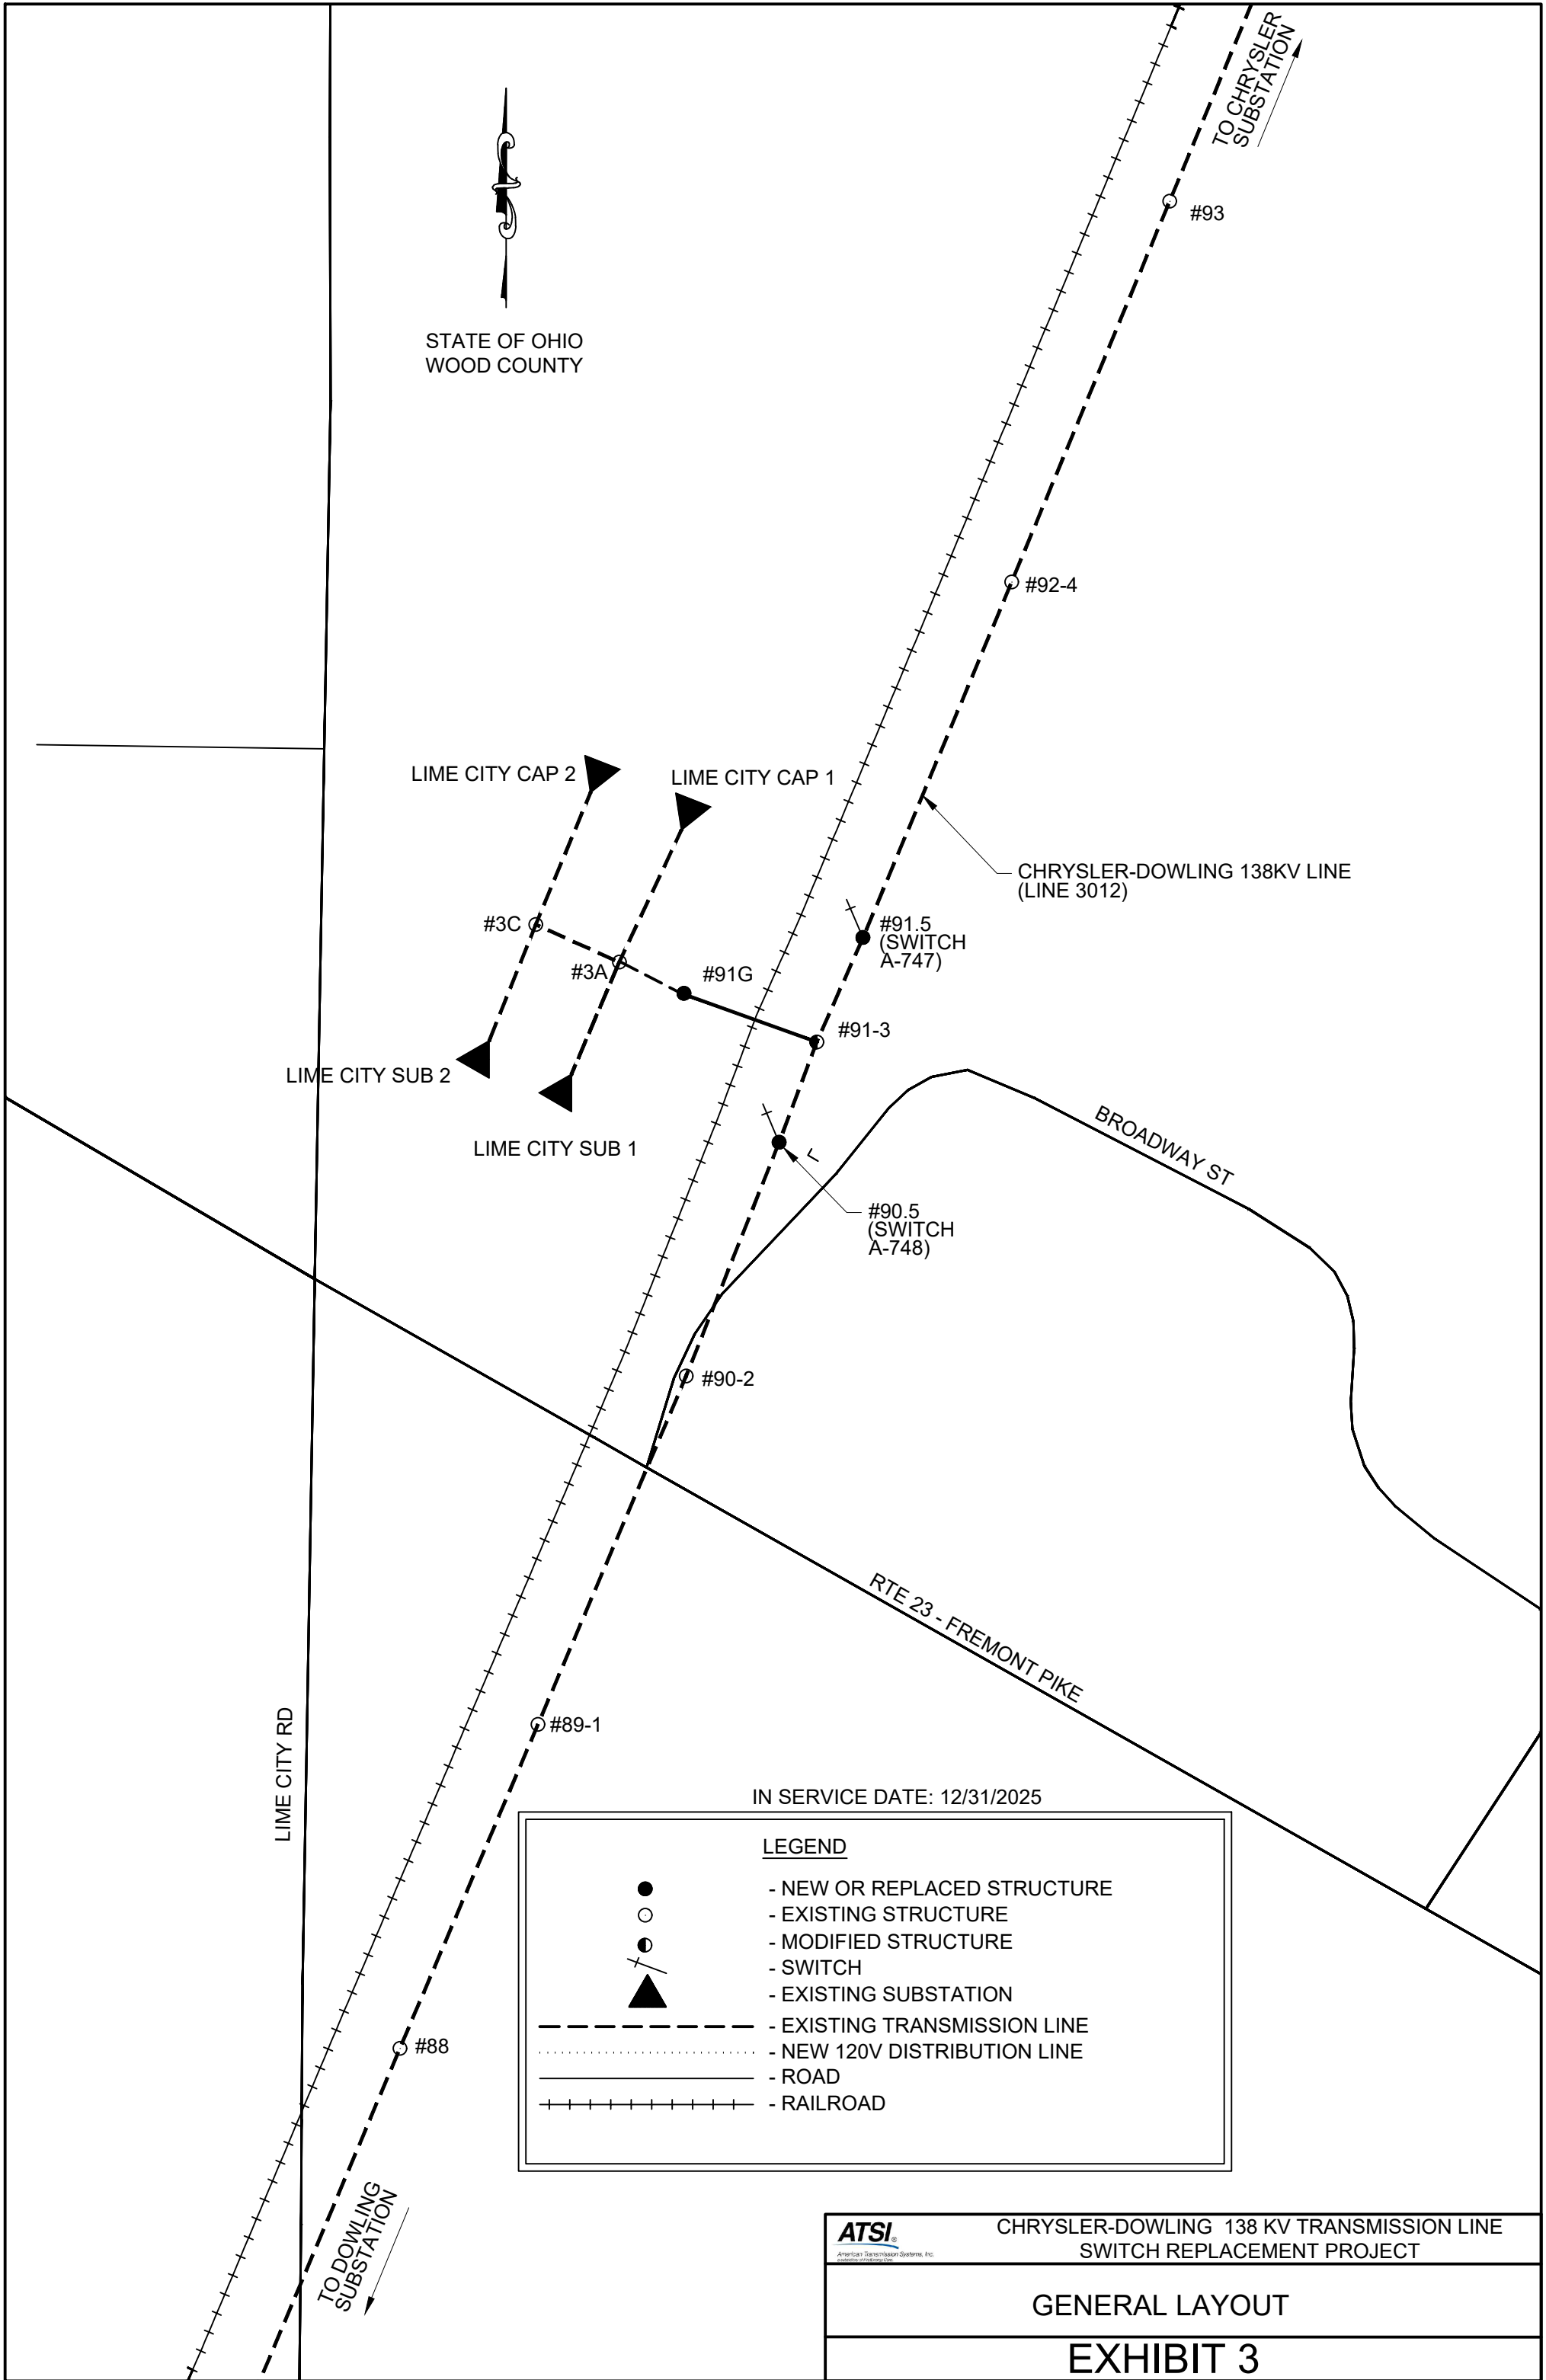 TO CHRYSLER
SUBSTATION
#93
STATE OF OHIO
WOOD COUNTY
#92-4
LIME CITY CAP 2
LIME CITY CAP 1
CHRYSLER-DOWLING 138KV LINE
(LINE 3012)
#3C
#91.5
(SWITCH
A-747)
#3A
#91G
#91-3
LIME CITY SUB 2
LIME CITY SUB 1
BROADWAY ST
#90.5
(SWITCH
A-748)
#90-2
RTE 23 - FREMONT PIKE
#89-1
LIME CITY RD
IN SERVICE DATE: 12/31/2025
LEGEND
- NEW OR REPLACED STRUCTURE
- EXISTING STRUCTURE
- MODIFIED STRUCTURE
- SWITCH
- EXISTING SUBSTATION
- EXISTING TRANSMISSION LINE
- NEW 120V DISTRIBUTION LINE
- ROAD
- RAILROAD
#88
TO DOWLING
SUBSTATION
ATSI®
American Transmission Systems, Inc.
CHRYSLER-DOWLING 138 KV TRANSMISSION LINE
SWITCH REPLACEMENT PROJECT
GENERAL LAYOUT
EXHIBIT 3